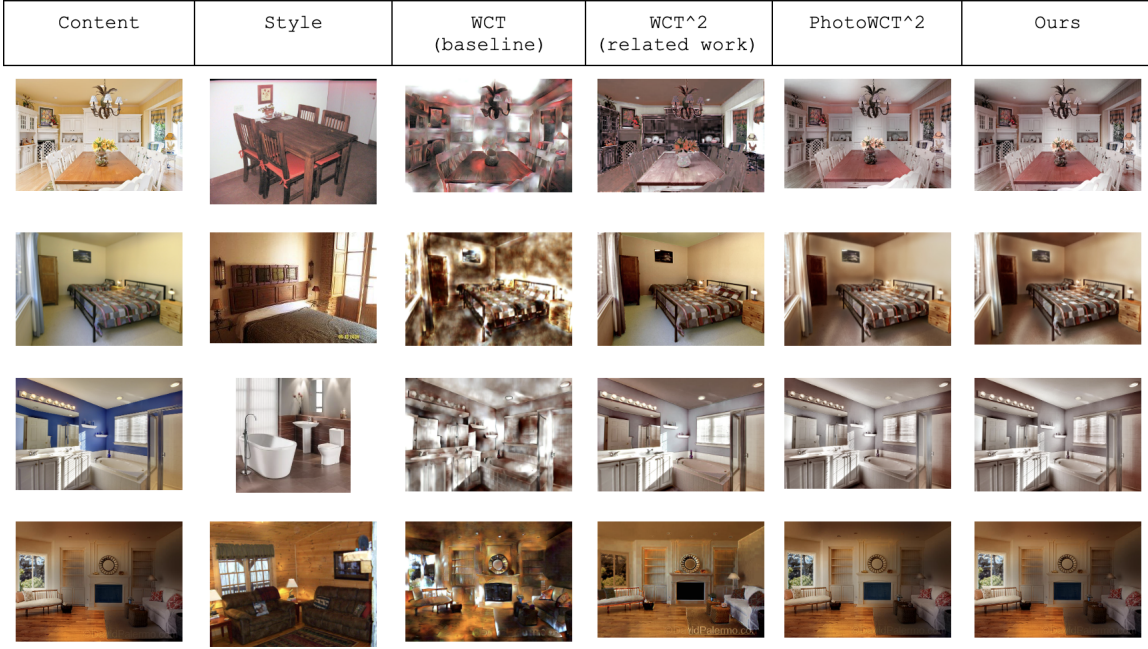 Content
Style
WCT
(baseline)
WCT^2
(related work)
PhotoWCT^2
Ours